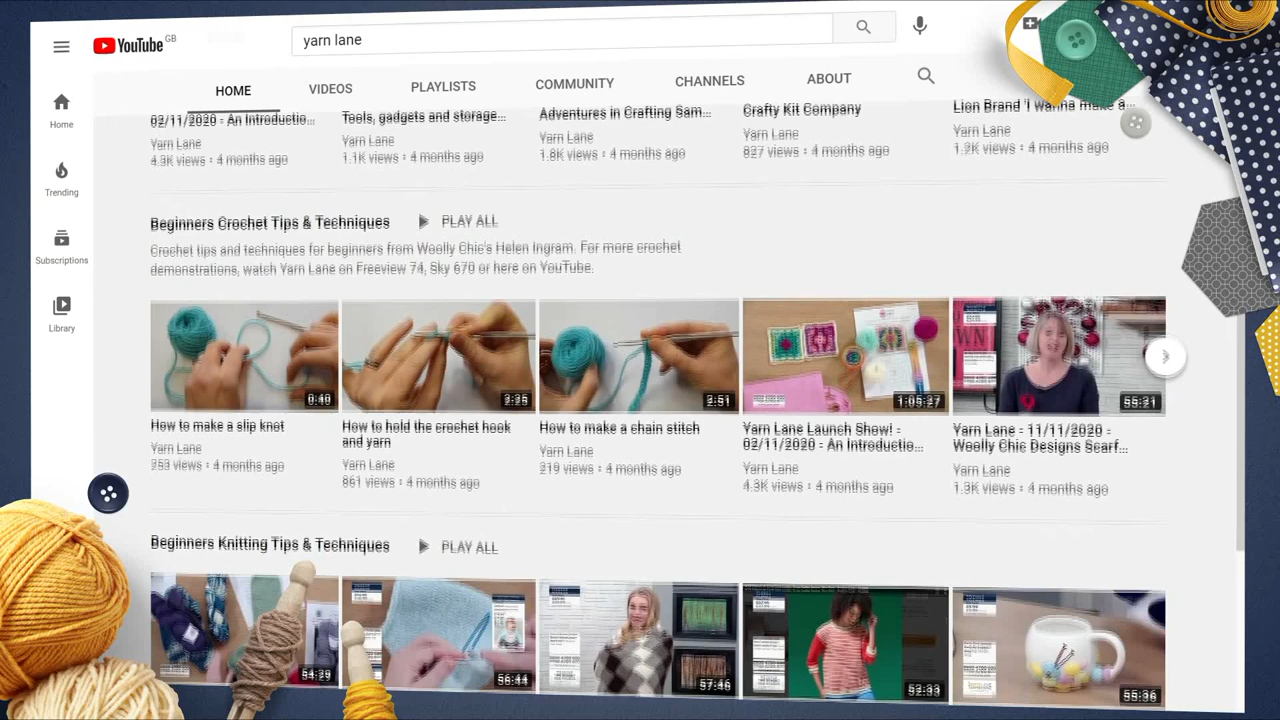 YouTube GB
yarn lane
HOME VIDEOS PLAYLISTS COMMUNITY CHANNELS ABOUT
Home
Trending
Subscriptions
Library
02/11/2020 - An Introductio...
Yarn Lane
4.3K views • 4 months ago
Tools, gadgets and storage...
Yarn Lane
1.1K views • 4 months ago
Adventures in Crafting Sam...
Yarn Lane
1.8K views • 4 months ago
Crafty Kit Company
Yarn Lane
827 views • 4 months ago
Lion Brand 'I wanna make a...
Yarn Lane
1.2K views • 4 months ago
Beginners Crochet Tips & Techniques PLAY ALL
Crochet tips and techniques for beginners from Woolly Chic's Helen Ingram. For more crochet
demonstrations, watch Yarn Lane on Freeview 74, Sky 670 or here on YouTube.
0:40
How to make a slip knot
Yarn Lane
253 views • 4 months ago
2:25
How to hold the crochet hook
and yarn
Yarn Lane
861 views • 4 months ago
2:51
How to make a chain stitch
Yarn Lane
219 views • 4 months ago
1:05:27
Yarn Lane Launch Show! -
02/11/2020 - An Introductio...
Yarn Lane
4.3K views • 4 months ago
55:21
Yarn Lane - 11/11/2020 -
Woolly Chic Designs Scarf...
Yarn Lane
1.3K views • 4 months ago
Beginners Knitting Tips & Techniques PLAY ALL
54:29
56:44
57:46
52:33
55:36